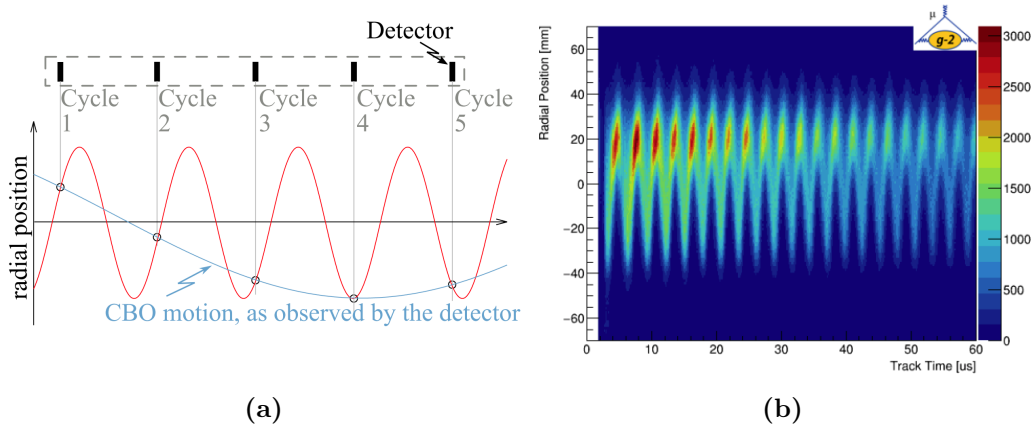 Detector
Cycle Cycle Cycle Cycle Cycle
1 2 3 4 5
radial position
CBO motion, as observed by the detector
(a)
μ
g-2
Radial Position [mm]
60
40
20
0
−20
−40
−60
0 10 20 30 40 50 60
Track Time [us]
3000
2500
2000
1500
1000
500
0
(b)